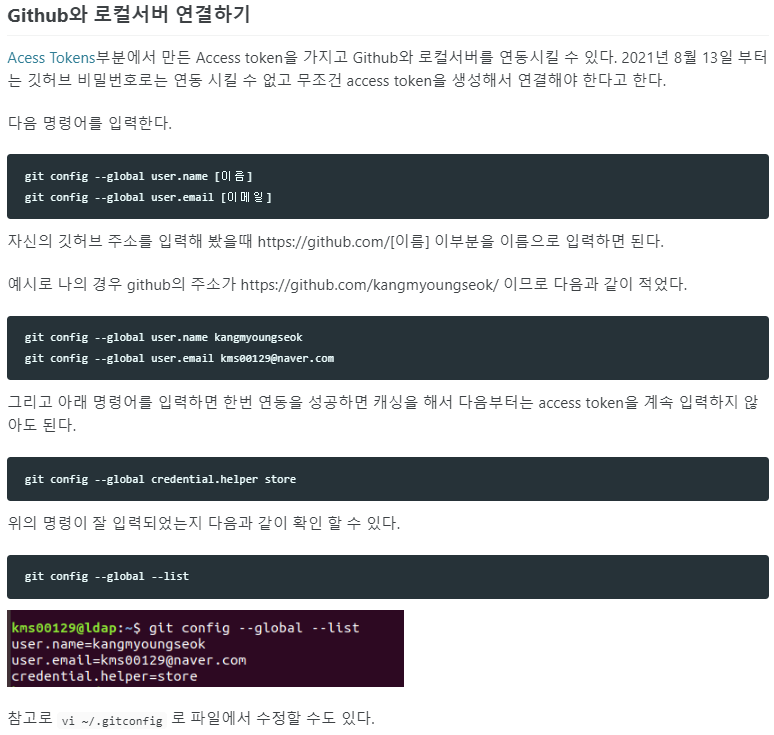 Github와 로컬서버 연결하기
Acess Tokens부분에서 만든 Access token을 가지고 Github와 로컬서버를 연동시킬 수 있다. 2021년 8월 13일 부터
는 깃허브 비밀번호로는 연동 시킬 수 없고 무조건 access token을 생성해서 연결해야 한다고 한다.
다음 명령어를 입력한다.
git config --global user.name [이름]
git config --global user.email [이메일]
자신의 깃허브 주소를 입력해 봤을때 https://github.com/[이름] 이부분을 이름으로 입력하면 된다.
예시로 나의 경우 github의 주소가 https://github.com/kangmyoungseok/ 이므로 다음과 같이 적었다.
git config --global user.name kangmyoungseok
git config --global user.email kms00129@naver.com
그리고 아래 명령어를 입력하면 한번 연동을 성공하면 캐싱을 해서 다음부터는 access token을 계속 입력하지 않
아도 된다.
git config --global credential.helper store
위의 명령이 잘 입력되었는지 다음과 같이 확인 할 수 있다.
git config --global --list
kms00129@ldap:~$ git config --global --list
user.name=kangmyoungseok
user.email=kms00129@naver.com
credential.helper=store
참고로 vi ~/.gitconfig 로 파일에서 수정할 수도 있다.